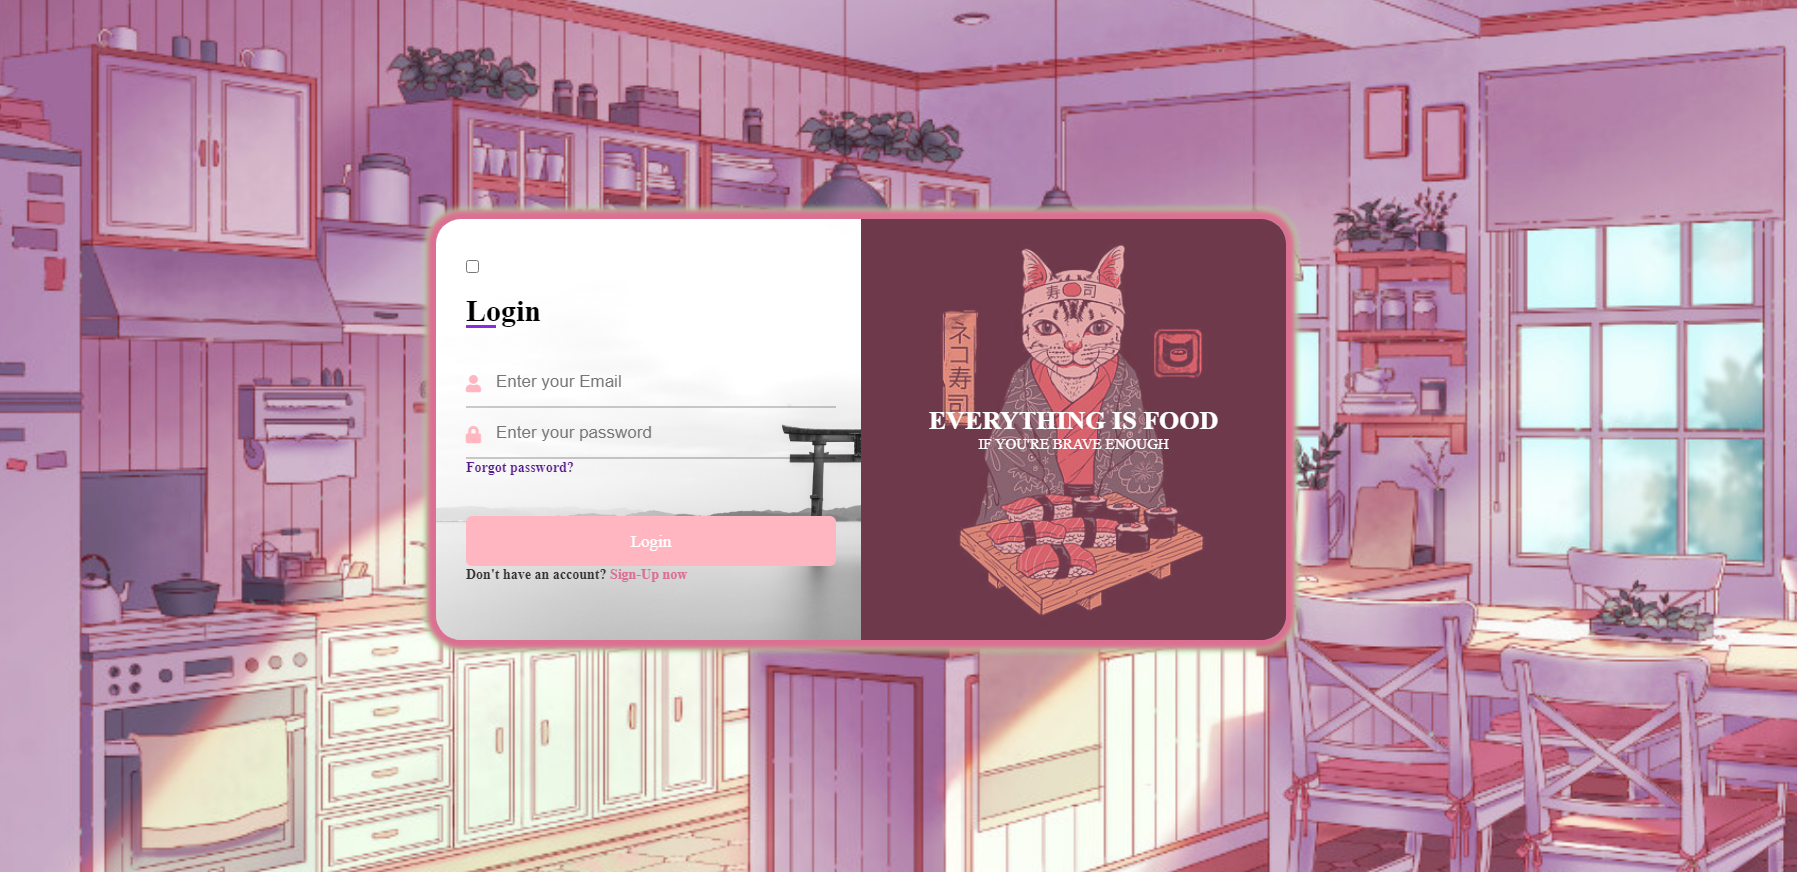 Login
Enter your Email
Enter your password
Forgot password?
Login
Don't have an account? Sign-Up now
寿司
ネコ寿司
EVERYTHING IS FOOD
IF YOU'RE BRAVE ENOUGH